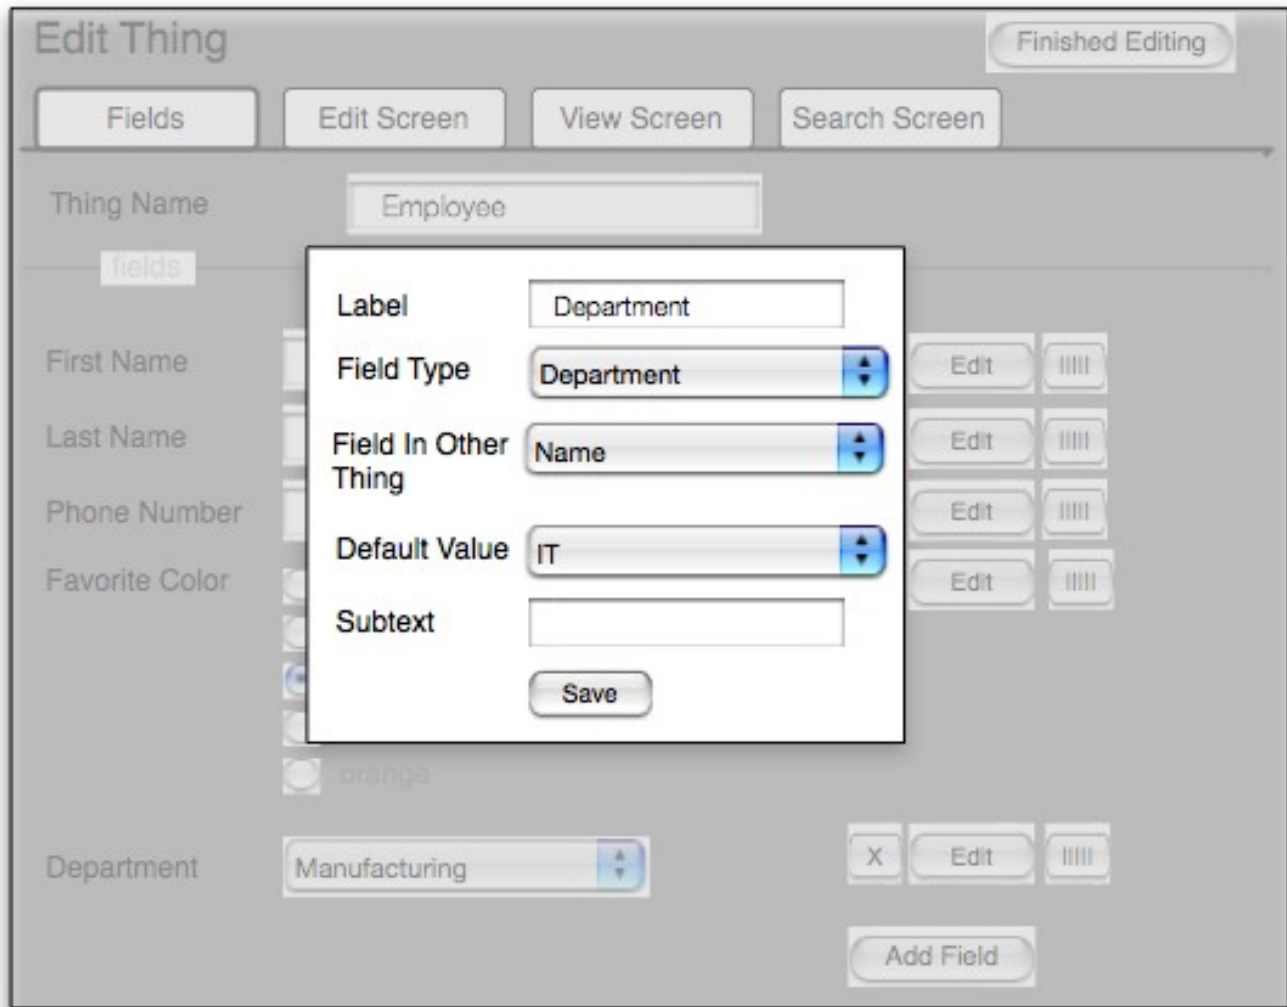 Edit Thing
Finished Editing
Fields
Edit Screen
View Screen
Search Screen
Thing Name
Employee
fields
Label
Department
Field Type
Department
Field In Other
Thing
Name
Default Value
IT
Subtext
Save
First Name
Edit
Last Name
Edit
Phone Number
Edit
Favorite Color
Edit
orange
Department
Manufacturing
X
Edit
Add Field